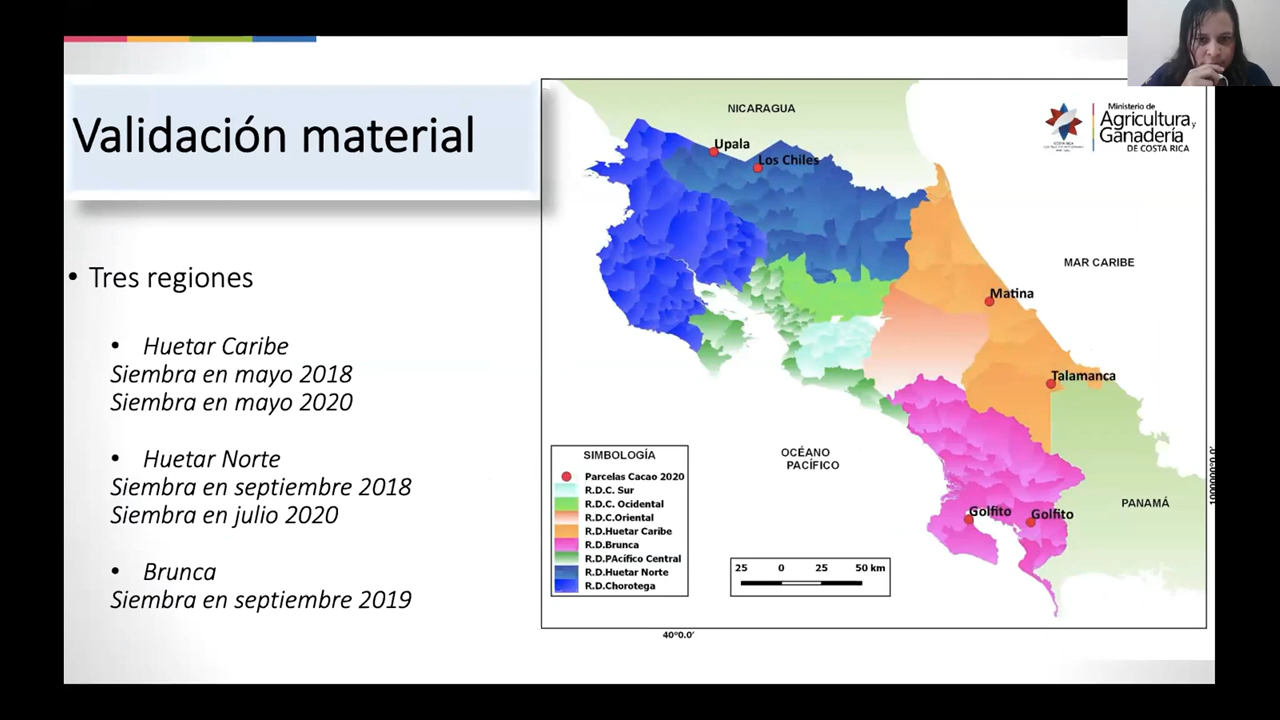 Validación material
• Tres regiones
• Huetar Caribe
Siembra en mayo 2018
Siembra en mayo 2020
• Huetar Norte
Siembra en septiembre 2018
Siembra en julio 2020
• Brunca
Siembra en septiembre 2019
NICARAGUA
Ministerio de
Agricultura y
Ganadería
DE COSTA RICA
Upala
Los Chiles
MAR CARIBE
Matina
Talamanca
OCÉANO
PACÍFICO
PANAMÁ
Golfito
Golfito
SIMBOLOGÍA
Parcelas Cacao 2020
R.D.C. Sur
R.D.C. Ocidental
R.D.C.Oriental
R.D.Huetar Caribe
R.D.Brunca
R.D.PAcífico Central
R.D.Huetar Norte
R.D.Chorotega
25 0 25 50 km
40°0.0'